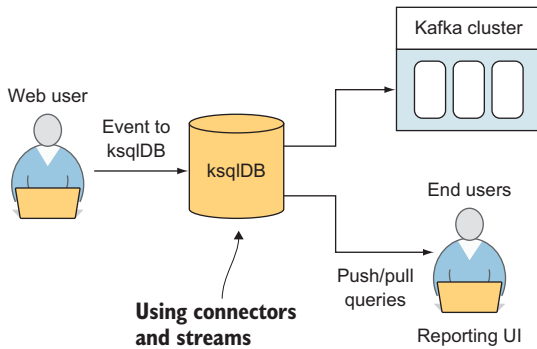 Kafka cluster
Web user
Event to
ksqlDB
ksqlDB
End users
Push/pull
queries
Using connectors
and streams
Reporting UI